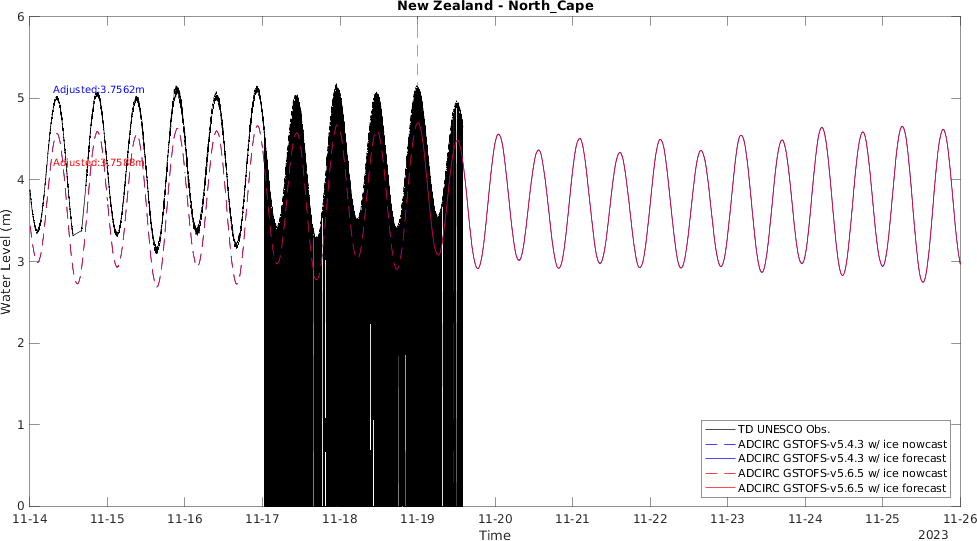 New Zealand - North_Cape
6
5
4
3
2
1
0
Water Level (m)
Adjusted:3.7562m
Adjusted:3.7588m
TD UNESCO Obs.
ADCIRC GSTOFS-v5.4.3 w/ ice nowcast
ADCIRC GSTOFS-v5.4.3 w/ ice forecast
ADCIRC GSTOFS-v5.6.5 w/ ice nowcast
ADCIRC GSTOFS-v5.6.5 w/ ice forecast
11-14 11-15 11-16 11-17 11-18 11-19 11-20 11-21 11-22 11-23 11-24 11-25 11-26
Time
2023